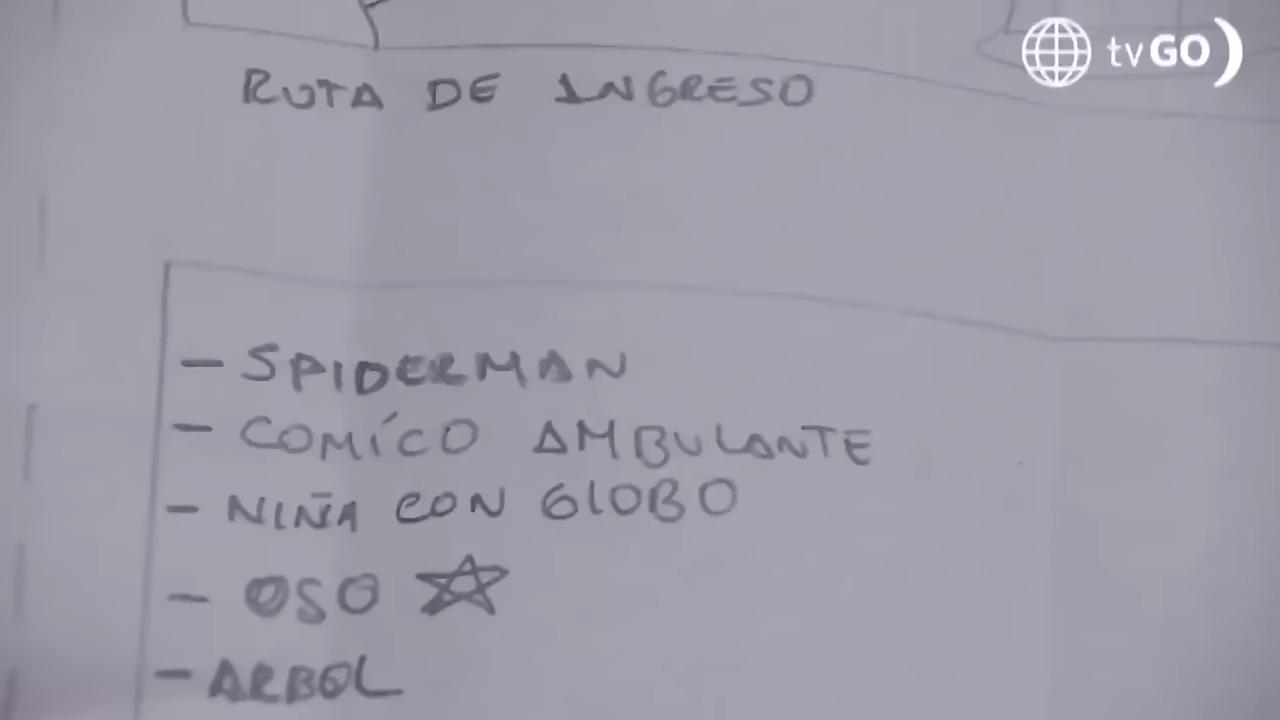 tvGO
RUTA DE INGRESO
- SPIDERMAN
- COMÍCO AMBULANTE
- NIÑA CON GLOBO
- OSO
- ARBOL